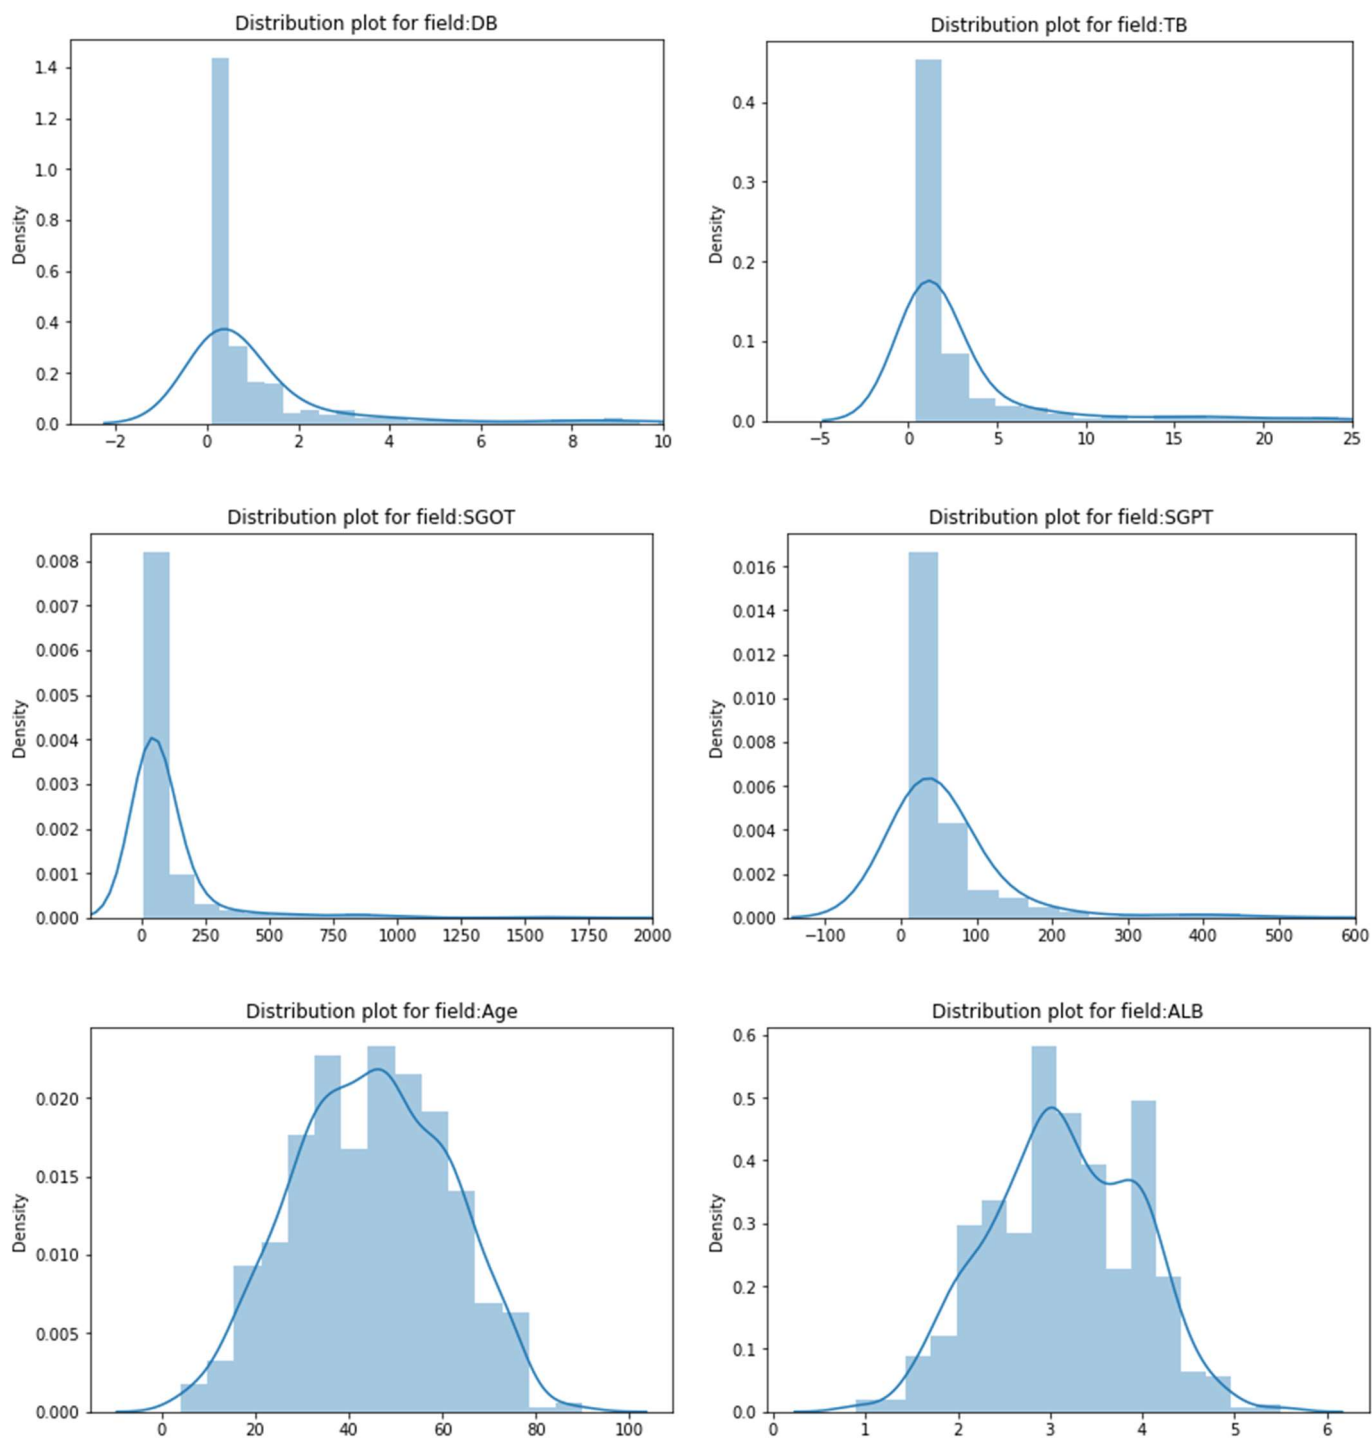 Distribution plot for field:DB
Density
1.4
1.2
1.0
0.8
0.6
0.4
0.2
0.0
−2 0 2 4 6 8 10
Distribution plot for field:TB
Density
0.4
0.3
0.2
0.1
0.0
−5 0 5 10 15 20 25
Distribution plot for field:SGOT
Density
0.008
0.007
0.006
0.005
0.004
0.003
0.002
0.001
0.000
0 250 500 750 1000 1250 1500 1750 2000
Distribution plot for field:SGPT
Density
0.016
0.014
0.012
0.010
0.008
0.006
0.004
0.002
0.000
−100 0 100 200 300 400 500 600
Distribution plot for field:Age
Density
0.020
0.015
0.010
0.005
0.000
0 20 40 60 80 100
Distribution plot for field:ALB
Density
0.6
0.5
0.4
0.3
0.2
0.1
0.0
0 1 2 3 4 5 6